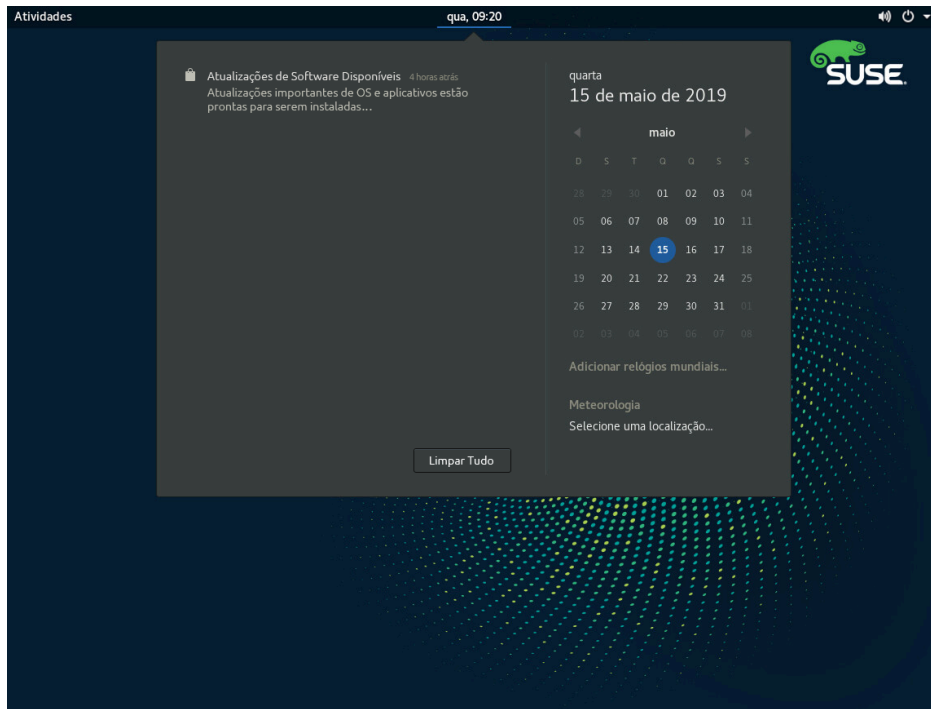 Atividades
qua, 09:20
SUSE.
Atualizações de Software Disponíveis 4 horas atrás
Atualizações importantes de OS e aplicativos estão
prontas para serem instaladas...
Limpar Tudo
quarta
15 de maio de 2019
maio
D S T Q Q S S
28 29 30 01 02 03 04
05 06 07 08 09 10 11
12 13 14 15 16 17 18
19 20 21 22 23 24 25
26 27 28 29 30 31 01
02 03 04 05 06 07 08
Adicionar relógios mundiais...
Meteorologia
Selecione uma localização...